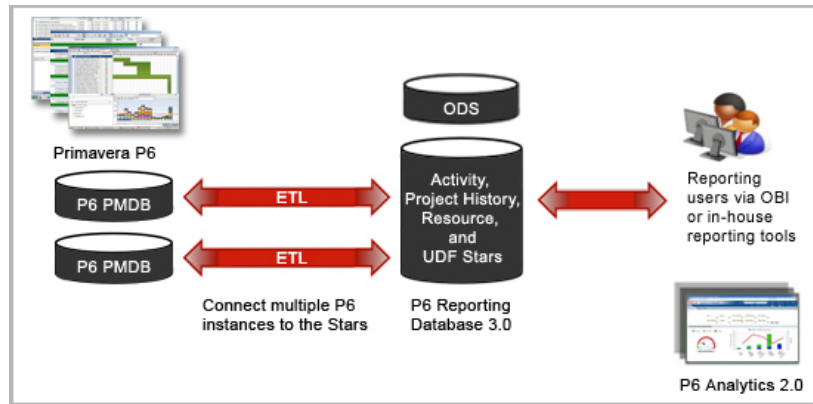 Primavera P6
P6 PMDB
P6 PMDB
ETL
ETL
Connect multiple P6
instances to the Stars
ODS
Activity,
Project History,
Resource,
and
UDF Stars
P6 Reporting
Database 3.0
Reporting
users via OBI
or in-house
reporting tools
P6 Analytics 2.0